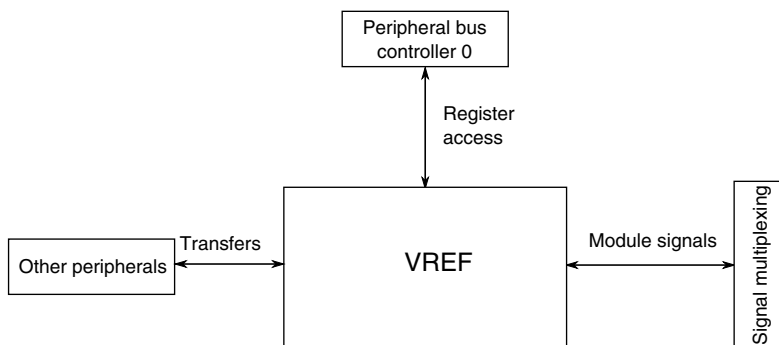 Peripheral bus
controller 0
Register
access
Transfers
Other peripherals
VREF
Module signals
Signal multiplexing